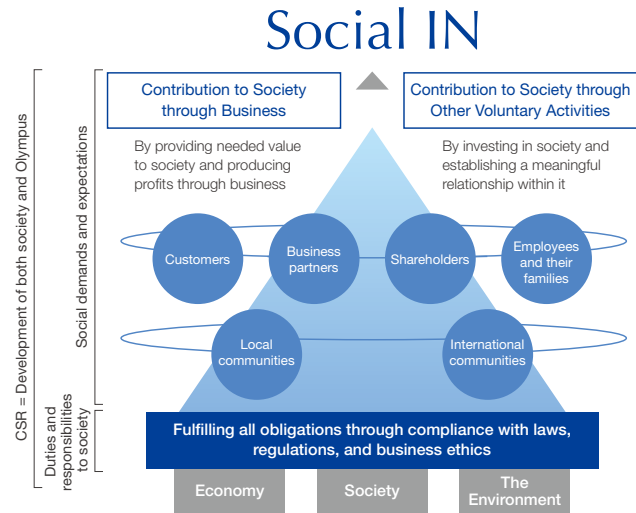 Social IN
Contribution to Society
through Business
Contribution to Society through
Other Voluntary Activities
By providing needed value
to society and producing
profits through business
By investing in society and
establishing a meaningful
relationship within it
CSR = Development of both society and Olympus
Social demands and expectations
Customers
Business
partners
Shareholders
Employees
and their
families
Local
communities
International
communities
Duties and
responsibilities
to society
Fulfilling all obligations through compliance with laws,
regulations, and business ethics
Economy
Society
The
Environment